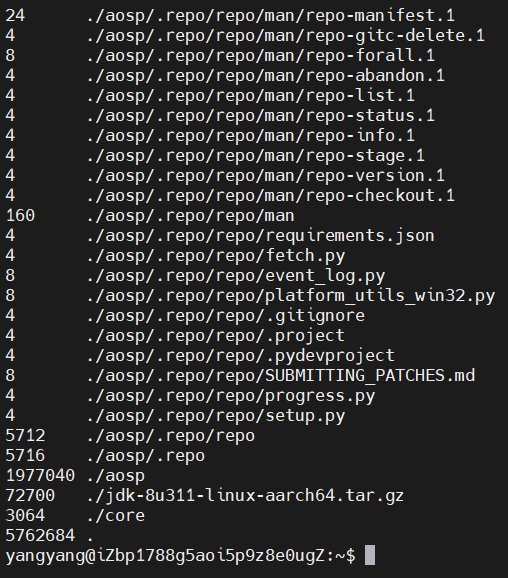 24 ./aosp/.repo/repo/man/repo-manifest.1
4 ./aosp/.repo/repo/man/repo-gitc-delete.1
8 ./aosp/.repo/repo/man/repo-forall.1
4 ./aosp/.repo/repo/man/repo-abandon.1
4 ./aosp/.repo/repo/man/repo-list.1
4 ./aosp/.repo/repo/man/repo-status.1
4 ./aosp/.repo/repo/man/repo-info.1
4 ./aosp/.repo/repo/man/repo-stage.1
4 ./aosp/.repo/repo/man/repo-version.1
4 ./aosp/.repo/repo/man/repo-checkout.1
160 ./aosp/.repo/repo/man
4 ./aosp/.repo/repo/requirements.json
4 ./aosp/.repo/repo/fetch.py
8 ./aosp/.repo/repo/event_log.py
8 ./aosp/.repo/repo/platform_utils_win32.py
4 ./aosp/.repo/repo/.gitignore
4 ./aosp/.repo/repo/.project
4 ./aosp/.repo/repo/.pydevproject
8 ./aosp/.repo/repo/SUBMITTING_PATCHES.md
4 ./aosp/.repo/repo/progress.py
4 ./aosp/.repo/repo/setup.py
5712 ./aosp/.repo/repo
5716 ./aosp/.repo
1977040 ./aosp
72700 ./jdk-8u311-linux-aarch64.tar.gz
3064 ./core
5762684 .
yangyang@iZbp1788g5aoi5p9z8e0ugZ:~$